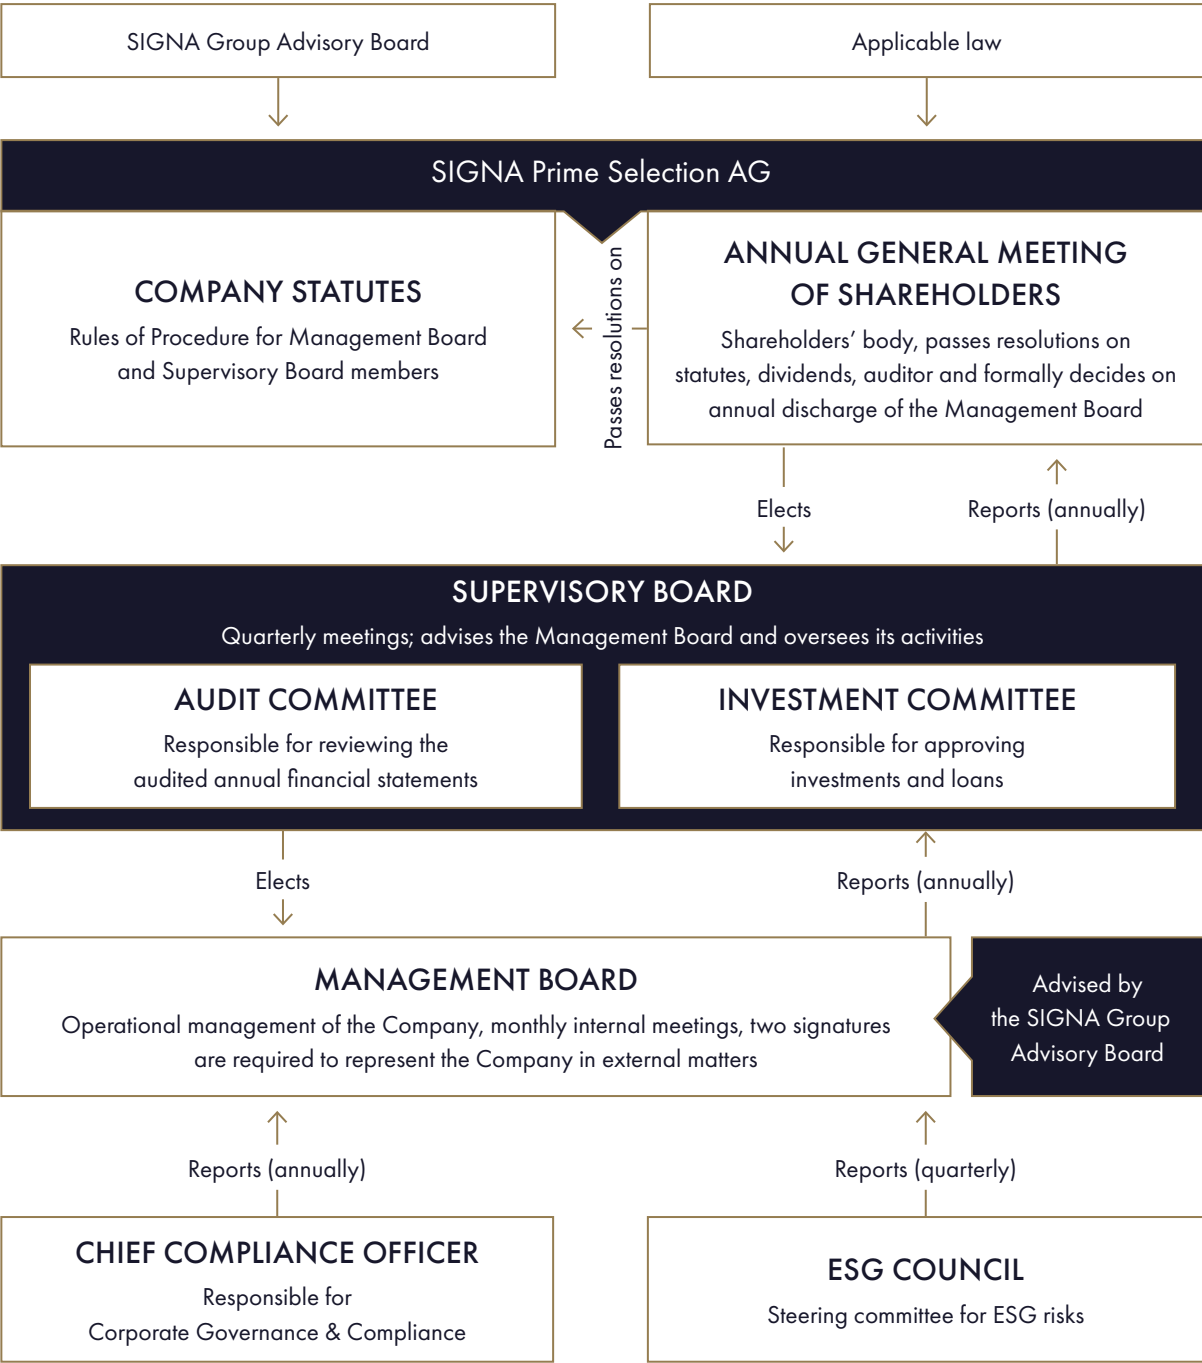 SIGNA Group Advisory Board
Applicable law
SIGNA Prime Selection AG
COMPANY STATUTES
Rules of Procedure for Management Board
and Supervisory Board members
Passes resolutions on
ANNUAL GENERAL MEETING
OF SHAREHOLDERS
Shareholders’ body, passes resolutions on
statutes, dividends, auditor and formally decides on
annual discharge of the Management Board
Elects
Reports (annually)
SUPERVISORY BOARD
Quarterly meetings; advises the Management Board and oversees its activities
AUDIT COMMITTEE
Responsible for reviewing the
audited annual financial statements
INVESTMENT COMMITTEE
Responsible for approving
investments and loans
Elects
Reports (annually)
MANAGEMENT BOARD
Operational management of the Company, monthly internal meetings, two signatures
are required to represent the Company in external matters
Advised by
the SIGNA Group
Advisory Board
Reports (annually)
Reports (quarterly)
CHIEF COMPLIANCE OFFICER
Responsible for
Corporate Governance & Compliance
ESG COUNCIL
Steering committee for ESG risks